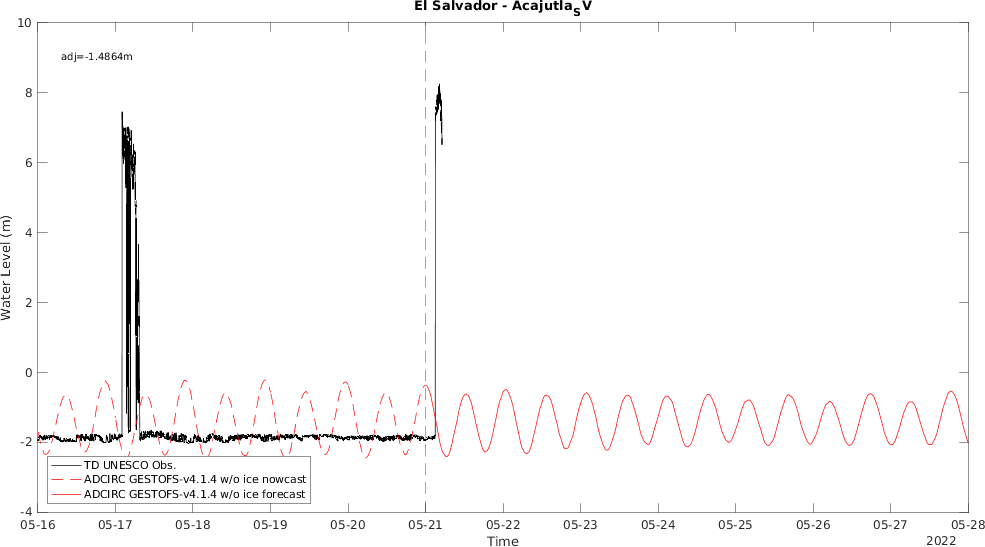 El Salvador - AcajutlaSV
adj=-1.4864m
Water Level (m)
10
8
6
4
2
0
-2
-4
TD UNESCO Obs.
ADCIRC GESTOFS-v4.1.4 w/o ice nowcast
ADCIRC GESTOFS-v4.1.4 w/o ice forecast
05-16 05-17 05-18 05-19 05-20 05-21 05-22 05-23 05-24 05-25 05-26 05-27 05-28
Time
2022